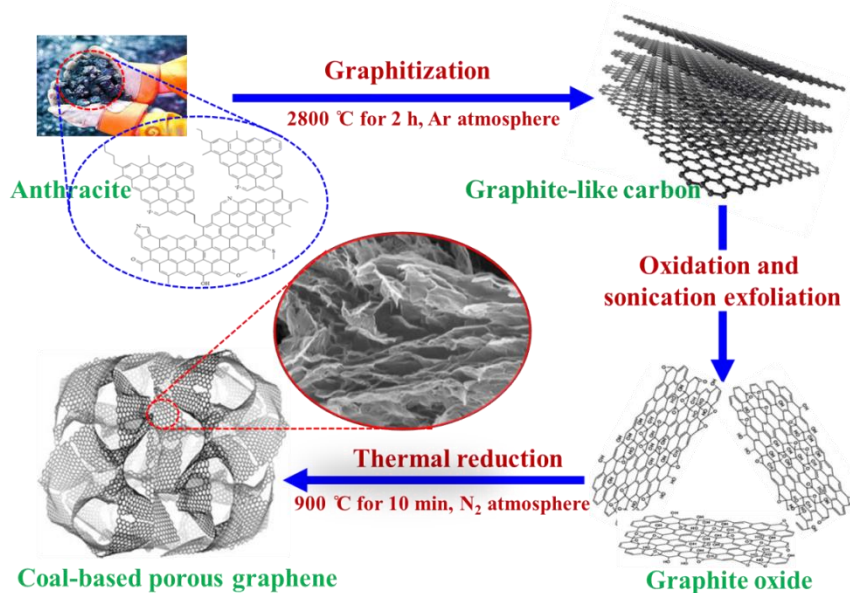 Graphitization
2800 ℃ for 2 h, Ar atmosphere
Anthracite
Graphite-like carbon
Oxidation and
sonication exfoliation
Thermal reduction
900 ℃ for 10 min, N₂ atmosphere
Coal-based porous graphene
Graphite oxide